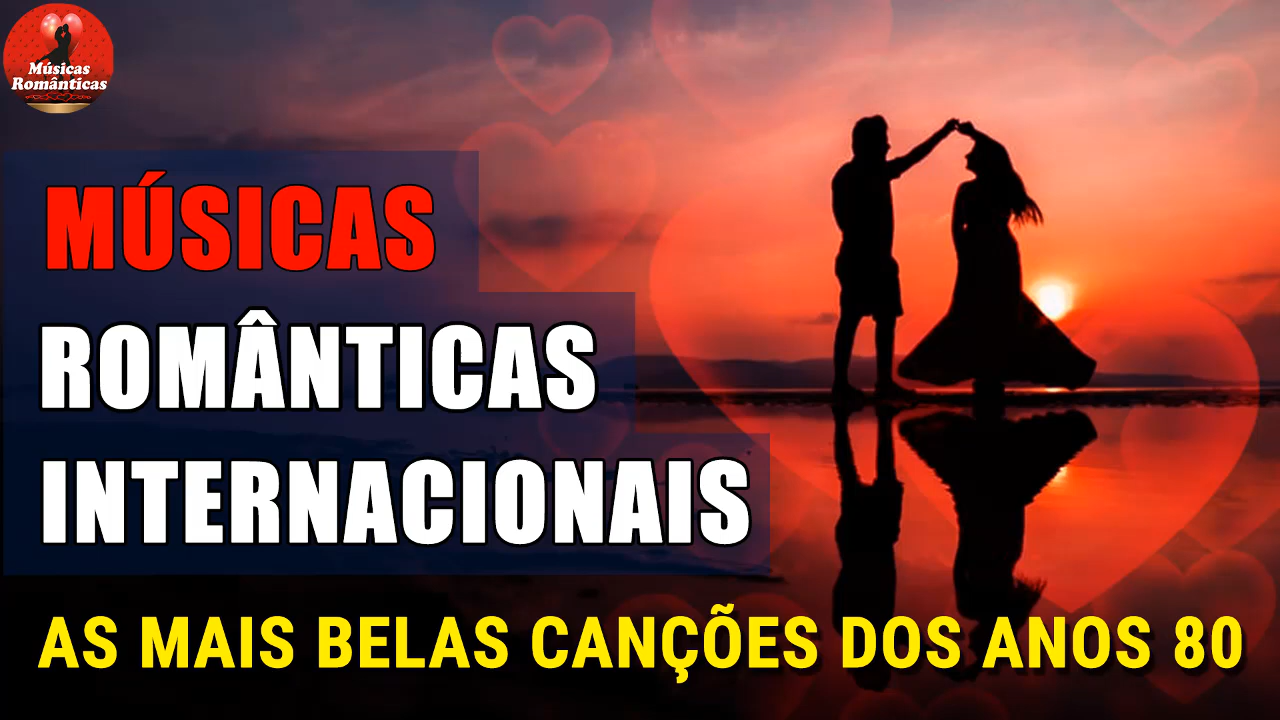 Músicas
Românticas
MÚSICAS
ROMÂNTICAS
INTERNACIONAIS
AS MAIS BELAS CANÇÕES DOS ANOS 80